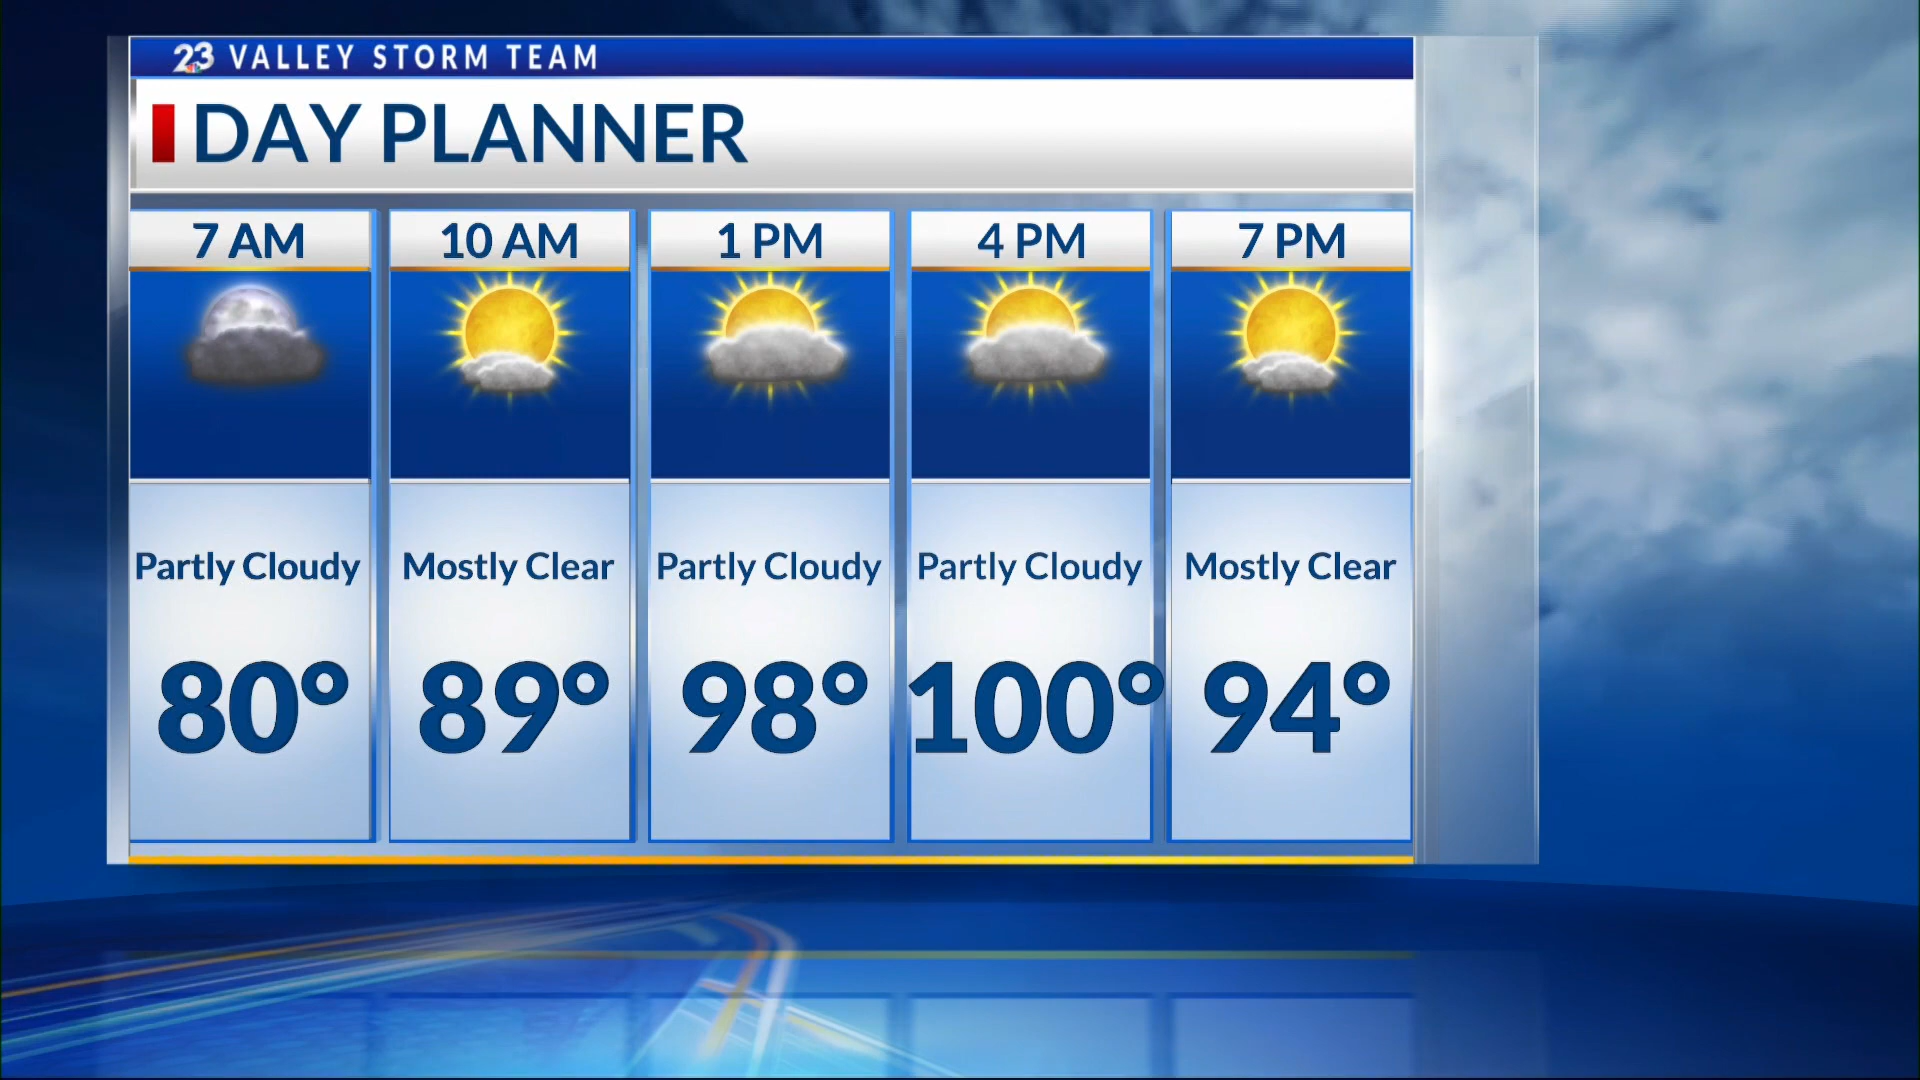 23 VALLEY STORM TEAM
DAY PLANNER
7 AM 10 AM 1 PM 4 PM 7 PM
Partly Cloudy Mostly Clear Partly Cloudy Partly Cloudy Mostly Clear
80° 89° 98° 100° 94°